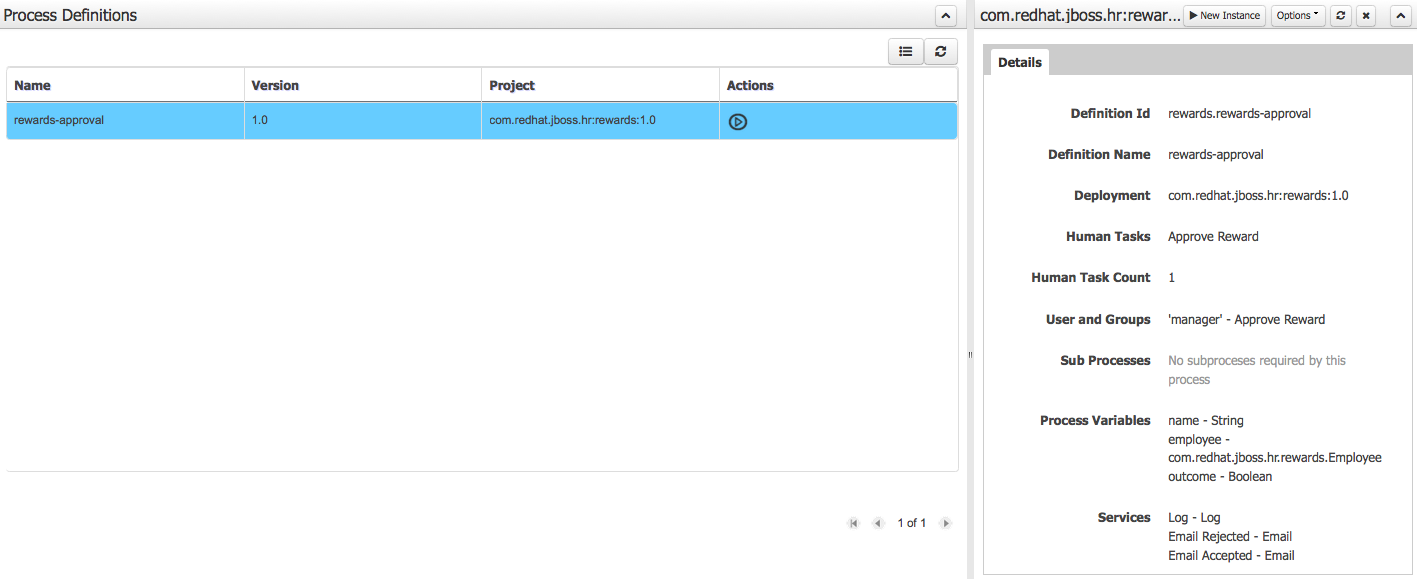 Process Definitions
Name Version Project Actions
rewards-approval 1.0 com.redhat.jboss.hr:rewards:1.0
1 of 1
com.redhat.jboss.hr:rewar... New Instance Options
Details
Definition Id rewards.rewards-approval
Definition Name rewards-approval
Deployment com.redhat.jboss.hr:rewards:1.0
Human Tasks Approve Reward
Human Task Count 1
User and Groups 'manager' - Approve Reward
Sub Processes No subproceses required by this
process
Process Variables name - String
employee -
com.redhat.jboss.hr.rewards.Employee
outcome - Boolean
Services Log - Log
Email Rejected - Email
Email Accepted - Email